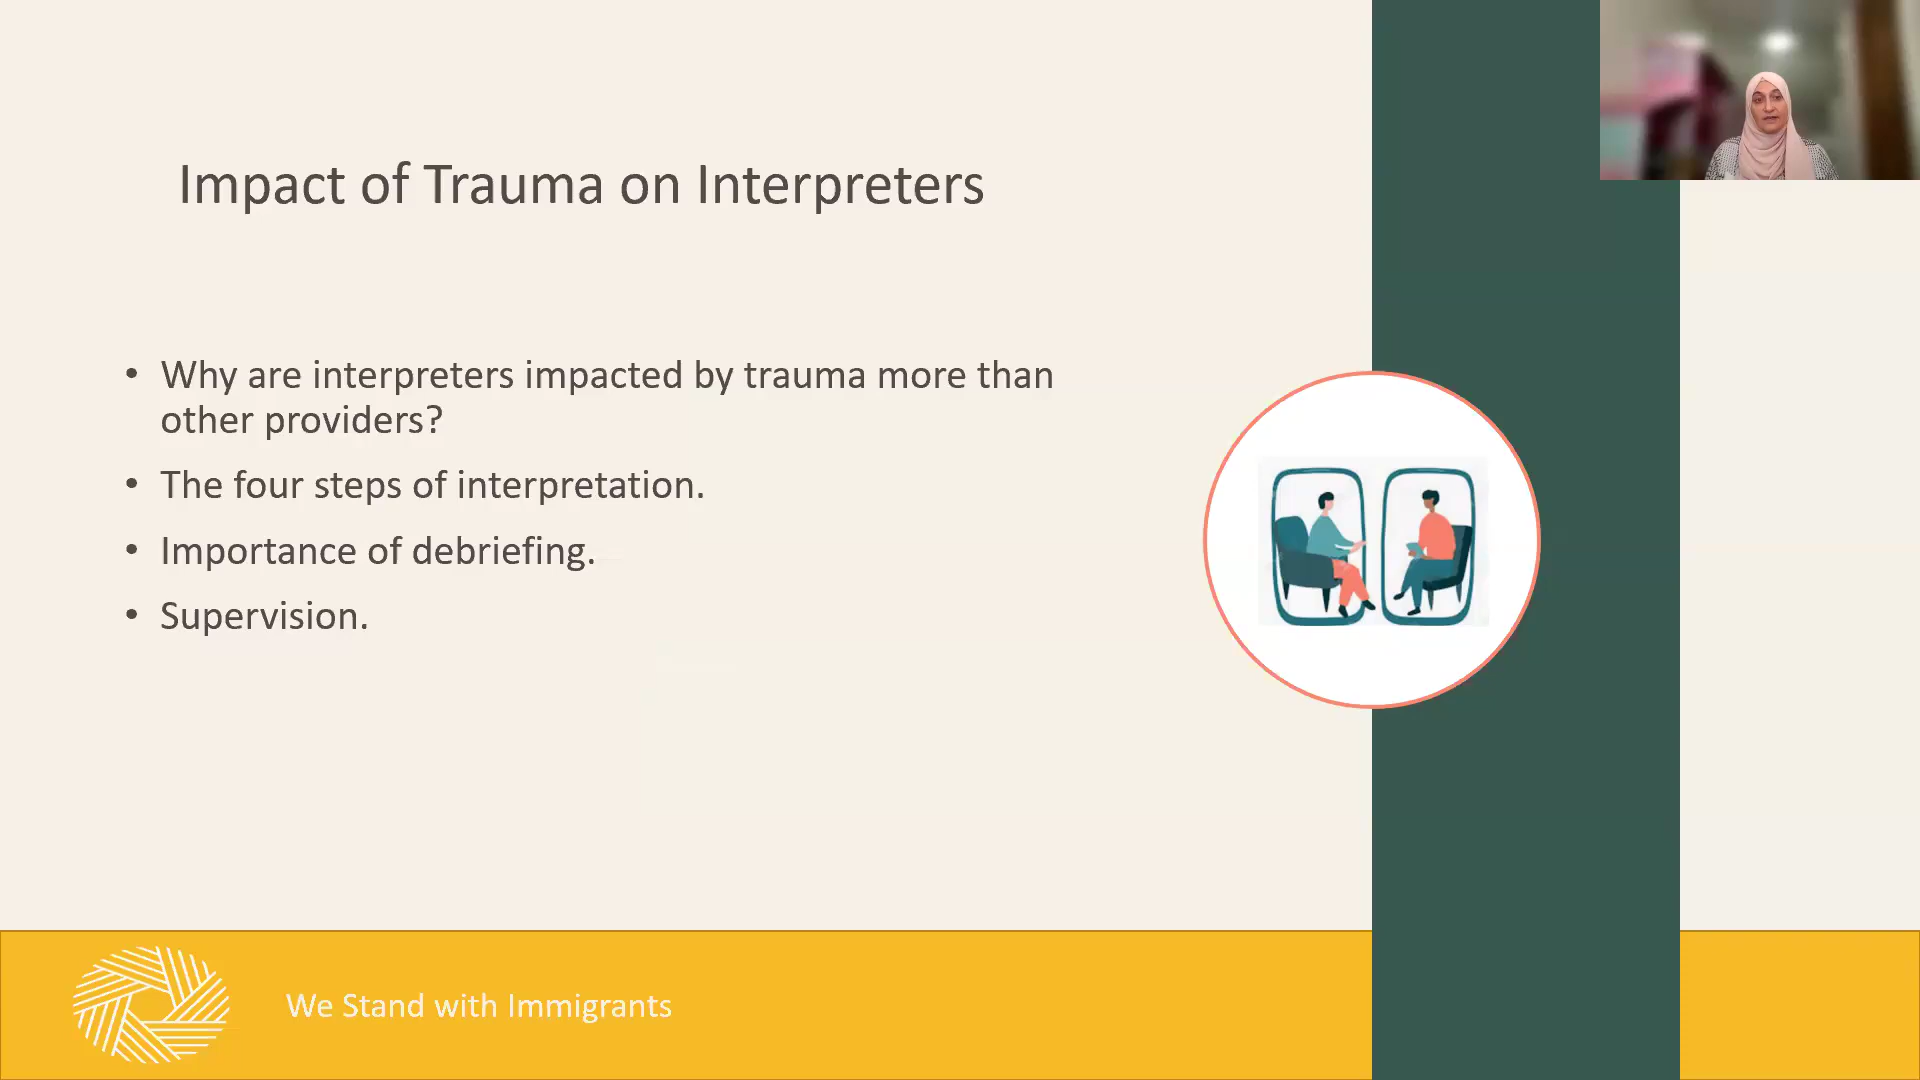 Impact of Trauma on Interpreters
• Why are interpreters impacted by trauma more than
other providers?
• The four steps of interpretation.
• Importance of debriefing.
• Supervision.
We Stand with Immigrants